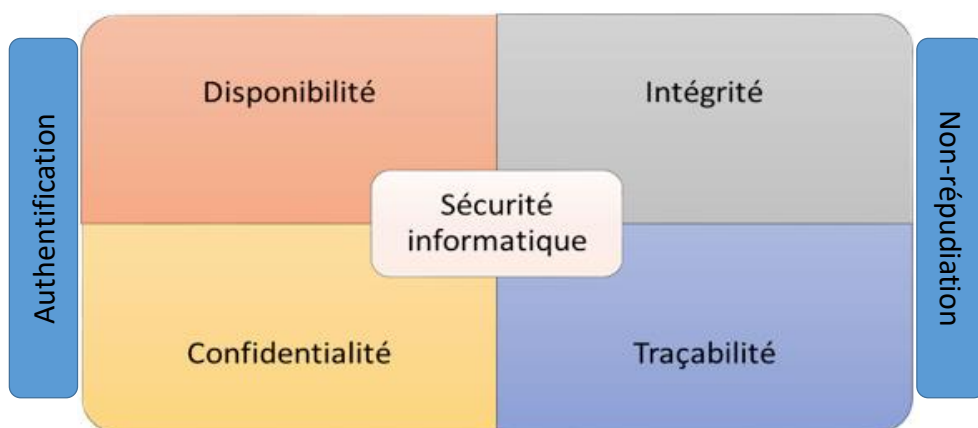 Authentification
Disponibilité
Intégrité
Sécurité
informatique
Confidentialité
Traçabilité
Non-répudiation